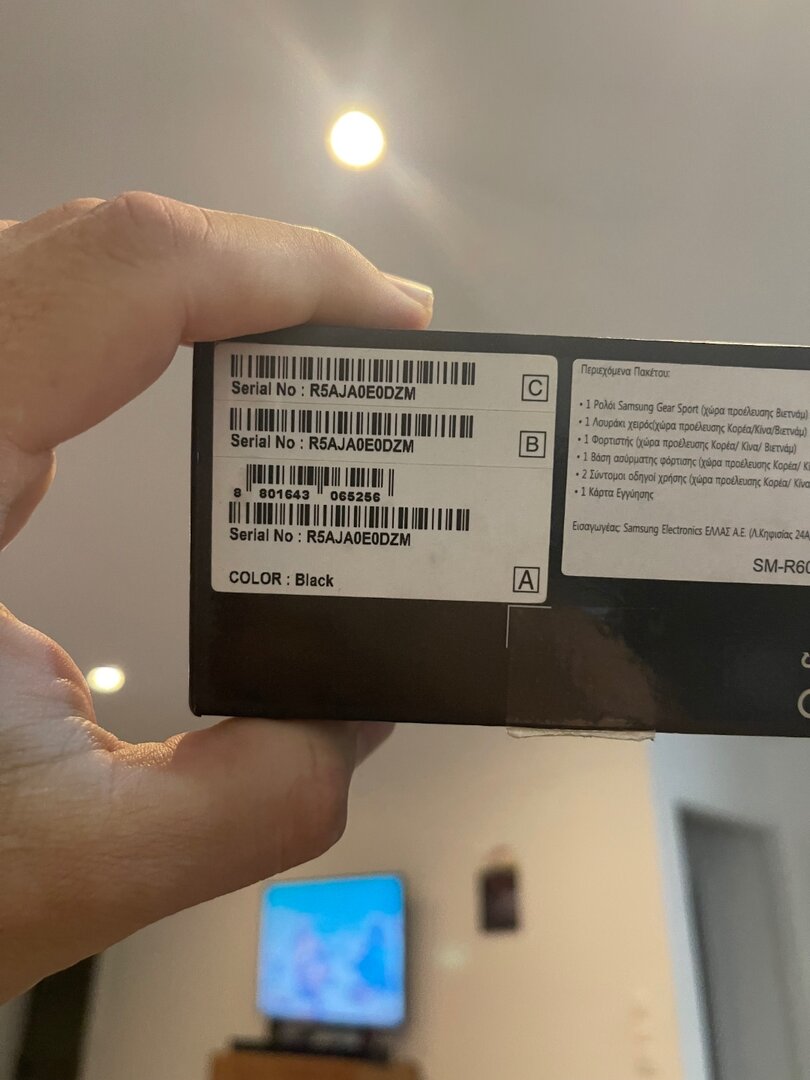 Serial No : R5AJA0E0DZM
C
Serial No : R5AJA0E0DZM
B
8 801643 065256
Serial No : R5AJA0E0DZM
COLOR : Black
A
Περιεχόμενα Πακέτου:
• 1 Ρολόι Samsung Gear Sport (χώρα προέλευσης Βιετνάμ)
• 1 Λουράκι χειρός(χώρα προέλευσης Κορέα/Κίνα/Βιετνάμ)
• 1 Φορτιστής (χώρα προέλευσης Κορέα/ Κίνα/ Βιετνάμ)
• 1 Βάση ασύρματης φόρτισης (χώρα προέλευσης Κορέα/
• 2 Σύντομοι οδηγοί χρήσης (χώρα προέλευσης Κορέα/ Κίνα
• 1 Κάρτα Εγγύησης
Εισαγωγέας: Samsung Electronics ΕΛΛΑΣ Α.Ε. (Λ.Κηφισίας 24Α
SM-R60